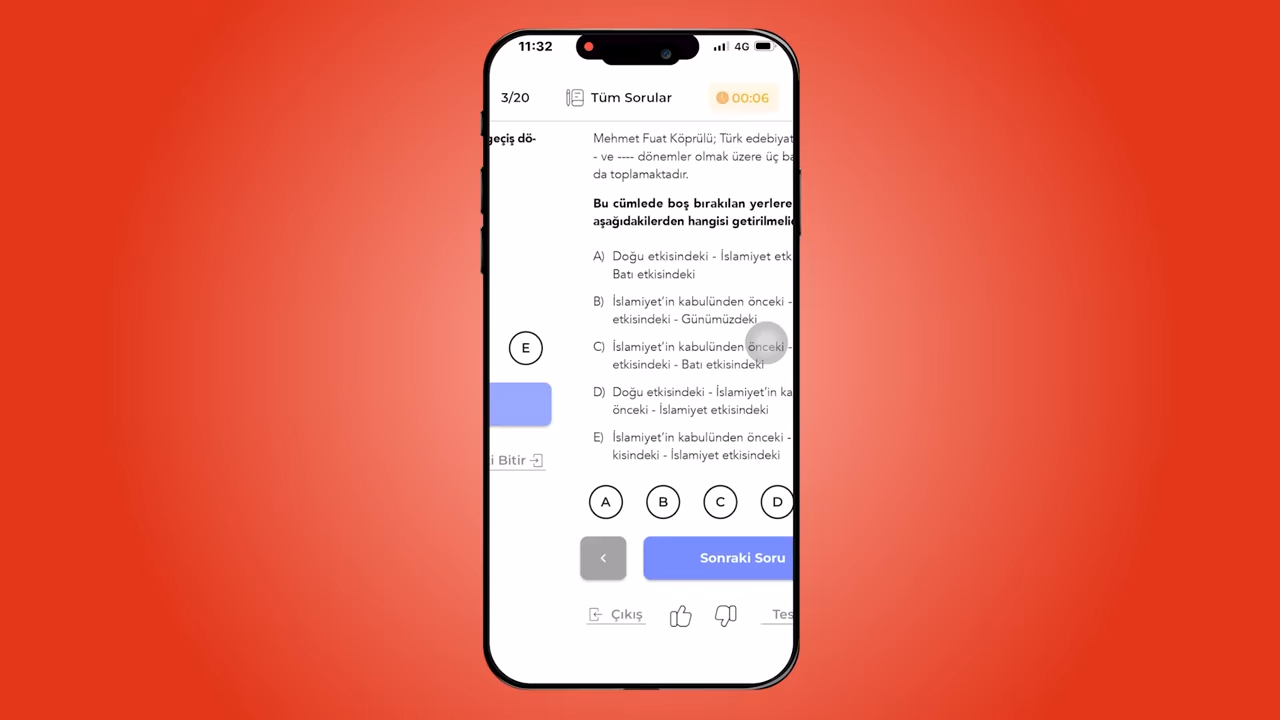 11:32
4G
3/20
Tüm Sorular
00:06
geçiş dö-
E
i Bitir
Mehmet Fuat Köprülü; Türk edebiyat
- ve ---- dönemler olmak üzere üç ba
da toplamaktadır.
Bu cümlede boş bırakılan yerlere
aşağıdakilerden hangisi getirilmelid
A) Doğu etkisindeki - İslamiyet etk
Batı etkisindeki
B) İslamiyet'in kabulünden önceki -
etkisindeki - Günümüzdeki
C) İslamiyet'in kabulünden önceki -
etkisindeki - Batı etkisindeki
D) Doğu etkisindeki - İslamiyet'in ka
önceki - İslamiyet etkisindeki
E) İslamiyet'in kabulünden önceki -
kisindeki - İslamiyet etkisindeki
A B C D
Sonraki Soru
Çıkış
Tes